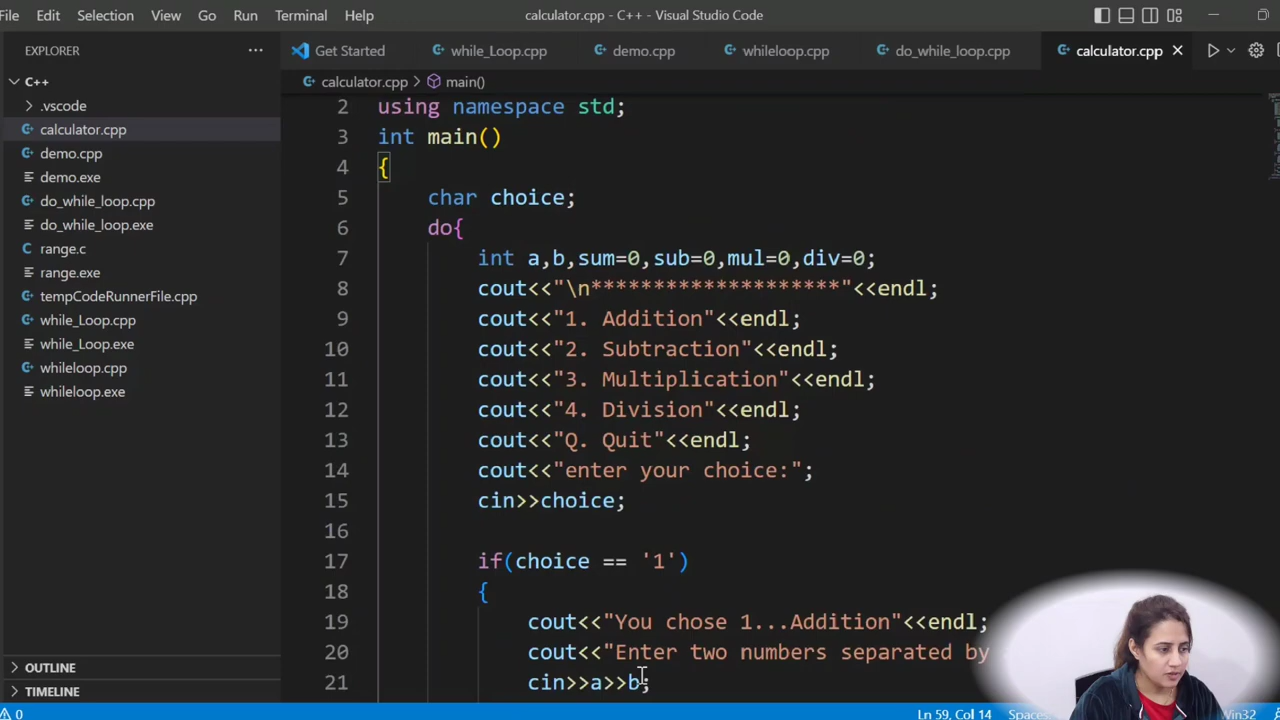 File Edit Selection View Go Run Terminal Help calculator.cpp - C++ - Visual Studio Code
EXPLORER
Get Started while_Loop.cpp demo.cpp whileloop.cpp do_while_loop.cpp calculator.cpp
C++
calculator.cpp > main()
.vscode
calculator.cpp
demo.cpp
demo.exe
do_while_loop.cpp
do_while_loop.exe
range.c
range.exe
tempCodeRunnerFile.cpp
while_Loop.cpp
while_Loop.exe
whileloop.cpp
whileloop.exe
OUTLINE
TIMELINE
2 using namespace std;
3 int main()
4 {
5 char choice;
6 do{
7 int a,b,sum=0,sub=0,mul=0,div=0;
8 cout<<"\n********************"<<endl;
9 cout<<"1. Addition"<<endl;
10 cout<<"2. Subtraction"<<endl;
11 cout<<"3. Multiplication"<<endl;
12 cout<<"4. Division"<<endl;
13 cout<<"Q. Quit"<<endl;
14 cout<<"enter your choice:";
15 cin>>choice;
16
17 if(choice == '1')
18 {
19 cout<<"You chose 1...Addition"<<endl;
20 cout<<"Enter two numbers separated by
21 cin>>a>>b;
0 Ln 59, Col 14 Spaces Win32